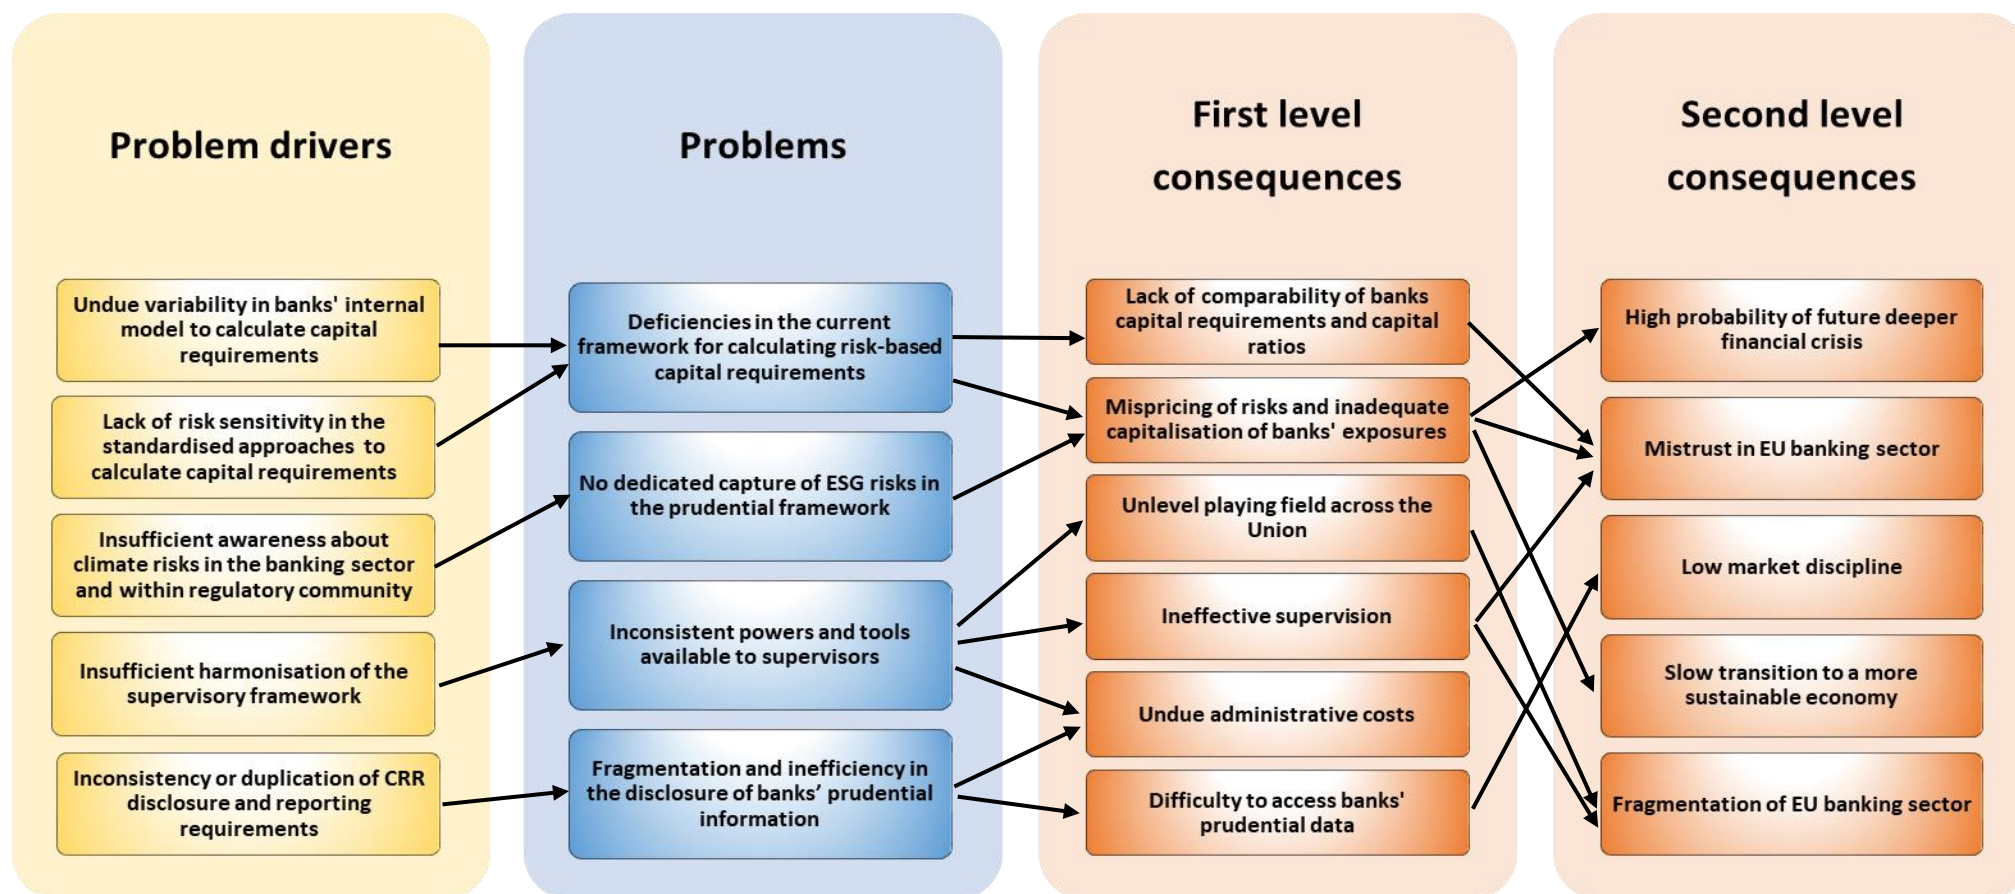 Problem drivers
Undue variability in banks' internal
model to calculate capital
requirements
Lack of risk sensitivity in the
standardised approaches to
calculate capital requirements
Insufficient awareness about
climate risks in the banking sector
and within regulatory community
Insufficient harmonisation of the
supervisory framework
Inconsistency or duplication of CRR
disclosure and reporting
requirements
Problems
Deficiencies in the current
framework for calculating risk-based
capital requirements
No dedicated capture of ESG risks in
the prudential framework
Inconsistent powers and tools
available to supervisors
Fragmentation and inefficiency in
the disclosure of banks’ prudential
information
First level
consequences
Lack of comparability of banks
capital requirements and capital
ratios
Mispricing of risks and inadequate
capitalisation of banks' exposures
Unlevel playing field across the
Union
Ineffective supervision
Undue administrative costs
Difficulty to access banks'
prudential data
Second level
consequences
High probability of future deeper
financial crisis
Mistrust in EU banking sector
Low market discipline
Slow transition to a more
sustainable economy
Fragmentation of EU banking sector